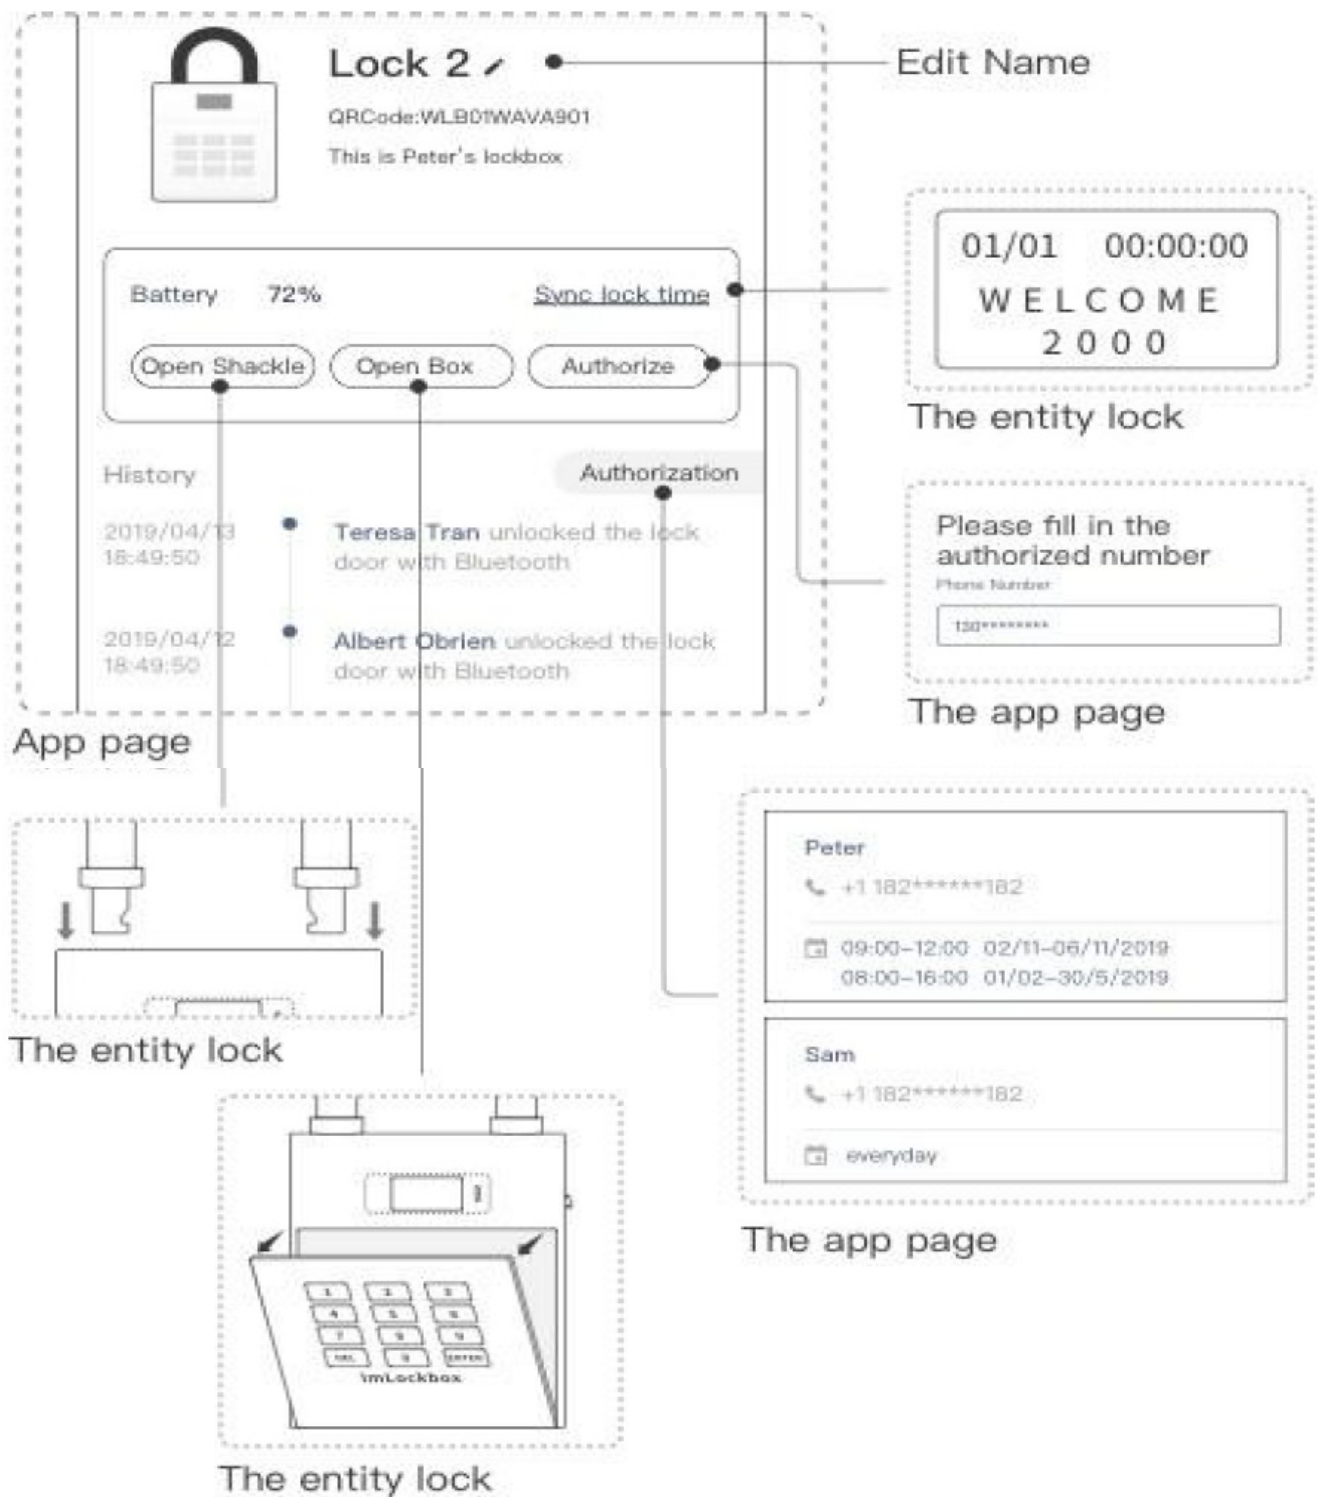 Lock 2
Edit Name
QRCode:WLB01WAVA901
This is Peter's lockbox
Battery 72% Sync lock time
Open Shackle Open Box Authorize
01/01 00:00:00
WELCOME
2000
The entity lock
History Authorization
2019/04/13
18:49:50
Teresa Tran unlocked the lock
door with Bluetooth
2019/04/12
18:49:50
Albert Obrien unlocked the lock
door with Bluetooth
App page
Please fill in the
authorized number
Phone Number
130********
The app page
The entity lock
Peter
+1 182******182
09:00-12:00 02/11-06/11/2019
08:00-16:00 01/02-30/5/2019
Sam
+1 182******182
everyday
The app page
1 2 3
4 5 6
7 8 9
DEL 0 ENTER
mLockbox
The entity lock